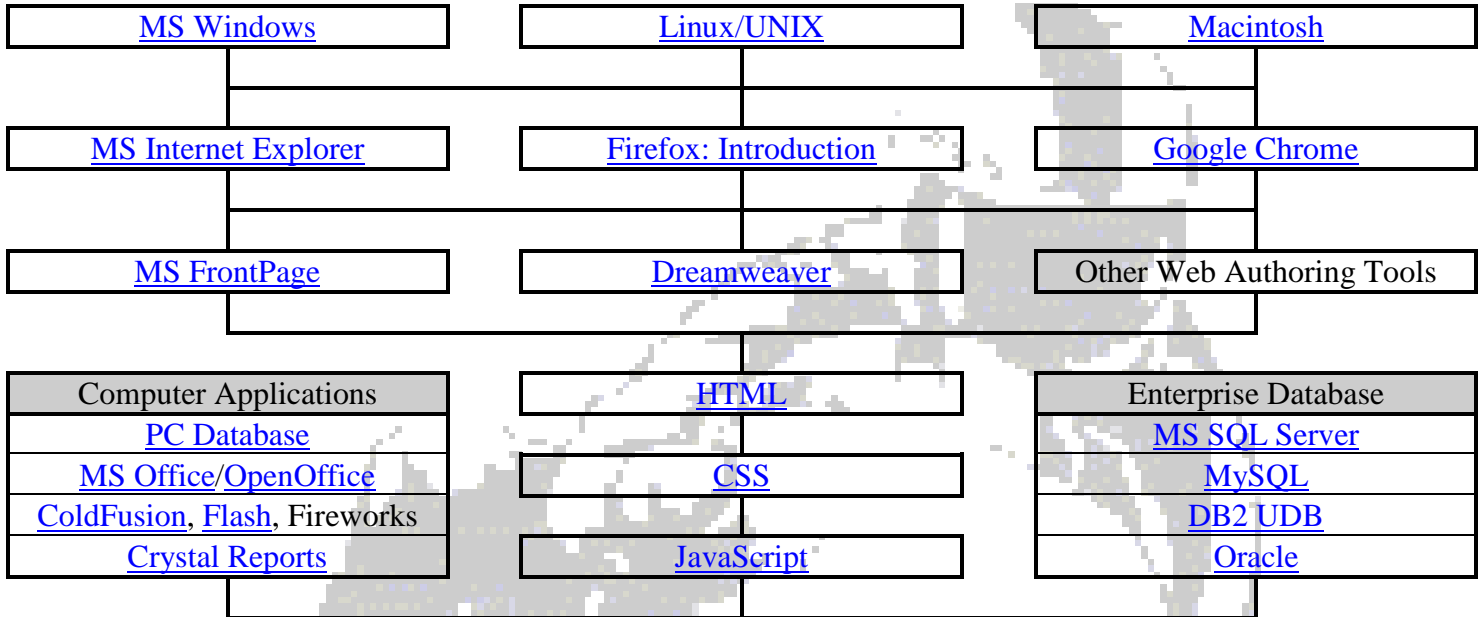 MS Windows
Linux/UNIX
Macintosh
MS Internet Explorer
Firefox: Introduction
Google Chrome
MS FrontPage
Dreamweaver
Other Web Authoring Tools
Computer Applications
PC Database
MS Office/OpenOffice
ColdFusion, Flash, Fireworks
Crystal Reports
HTML
CSS
JavaScript
Enterprise Database
MS SQL Server
MySQL
DB2 UDB
Oracle